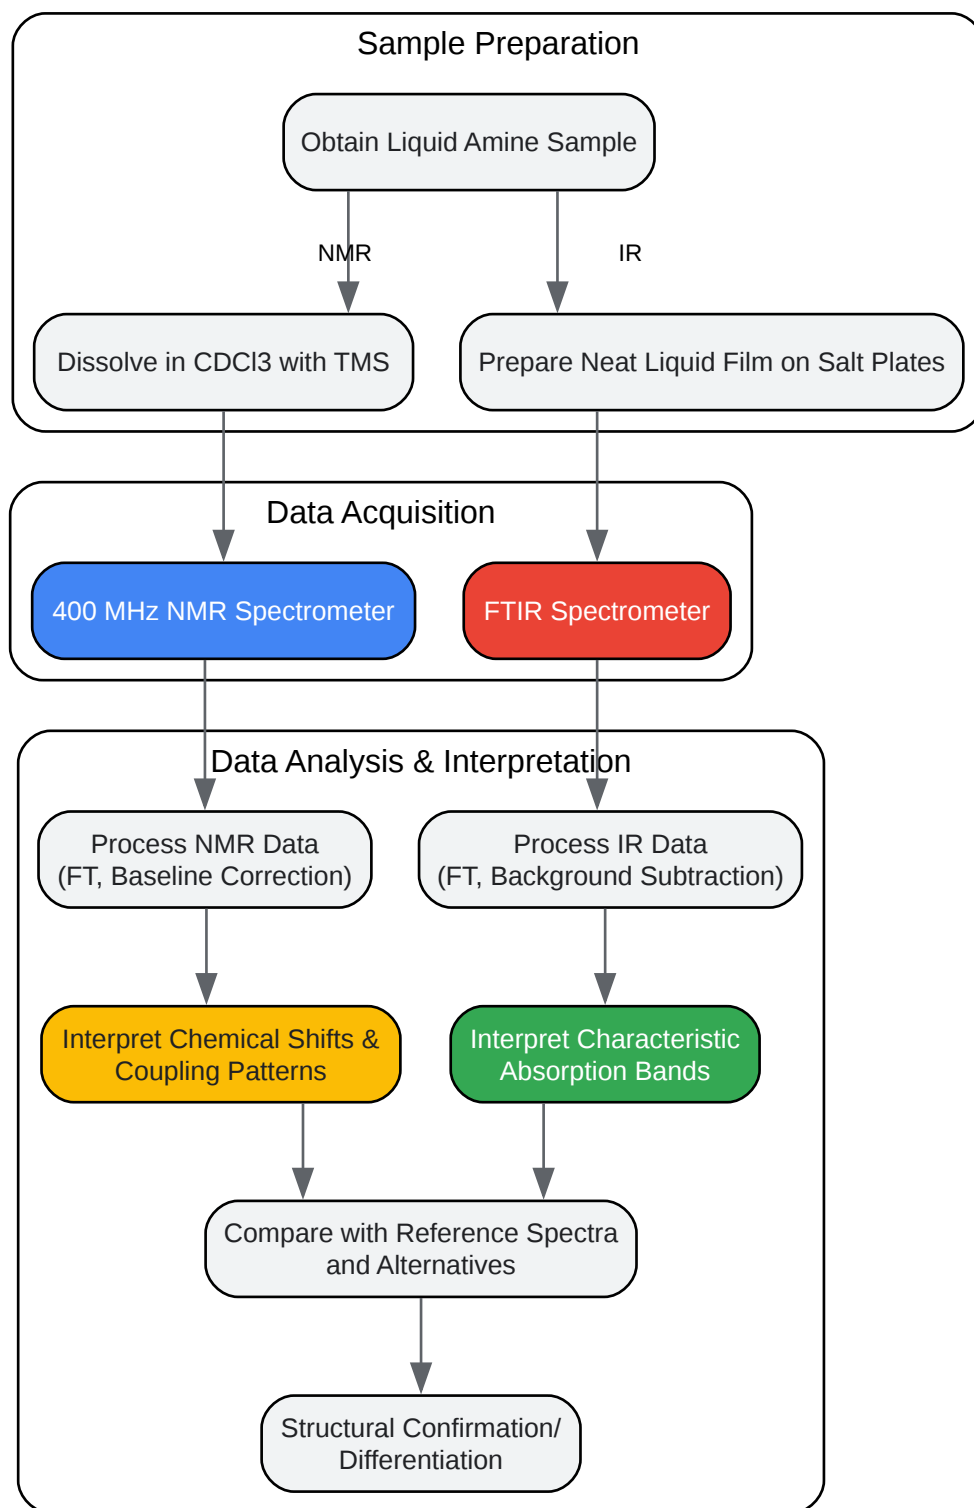 Sample Preparation
Obtain Liquid Amine Sample
NMR
IR
Dissolve in CDCl3 with TMS
Prepare Neat Liquid Film on Salt Plates
Data Acquisition
400 MHz NMR Spectrometer
FTIR Spectrometer
Data Analysis & Interpretation
Process NMR Data
(FT, Baseline Correction)
Process IR Data
(FT, Background Subtraction)
Interpret Chemical Shifts &
Coupling Patterns
Interpret Characteristic
Absorption Bands
Compare with Reference Spectra
and Alternatives
Structural Confirmation/
Differentiation